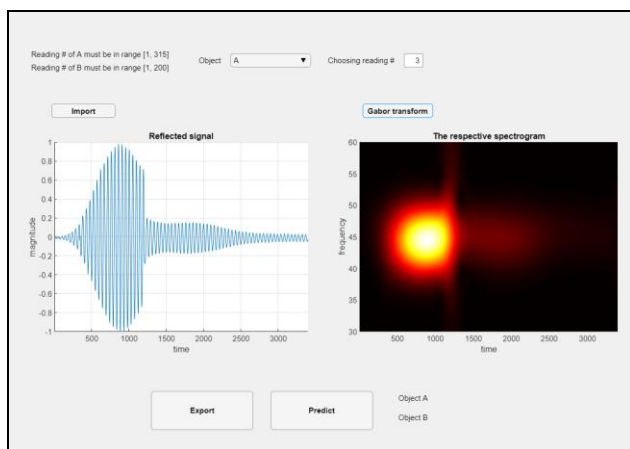 Reading # of A must be in range [1, 315]
Reading # of B must be in range [1, 200]
Object A
Choosing reading # 3
Import
Gabor transform
Reflected signal
1
0.8
0.6
0.4
0.2
0
-0.2
-0.4
-0.6
-0.8
-1
magnitude
500 1000 1500 2000 2500 3000
time
The respective spectrogram
60
55
50
45
40
35
30
frequency
500 1000 1500 2000 2500 3000
time
Export
Predict
Object A
Object B